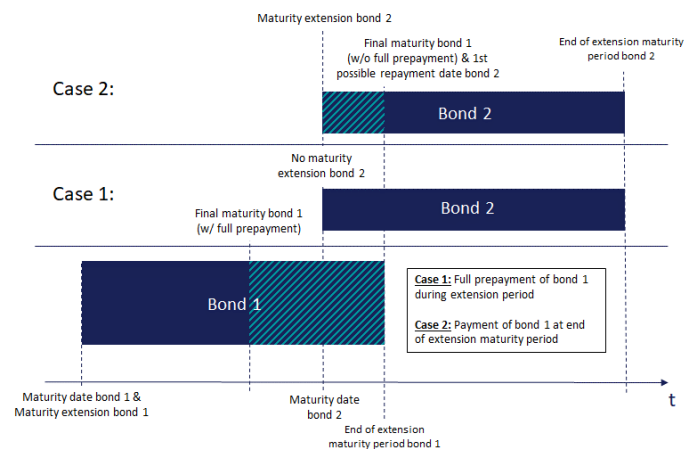 Maturity extension bond 2
Final maturity bond 1
(w/o full prepayment) & 1st
possible repayment date bond 2
End of extension maturity
period bond 2
Case 2:
Bond 2
No maturity
extension bond 2
Case 1:
Bond 2
Final maturity bond 1
(w/ full prepayment)
Bond 1
Case 1: Full prepayment of bond 1
during extension period
Case 2: Payment of bond 1 at end
of extension maturity period
Maturity date bond 1 &
Maturity extension bond 1
Maturity date
bond 2
t
End of extension
maturity period bond 1